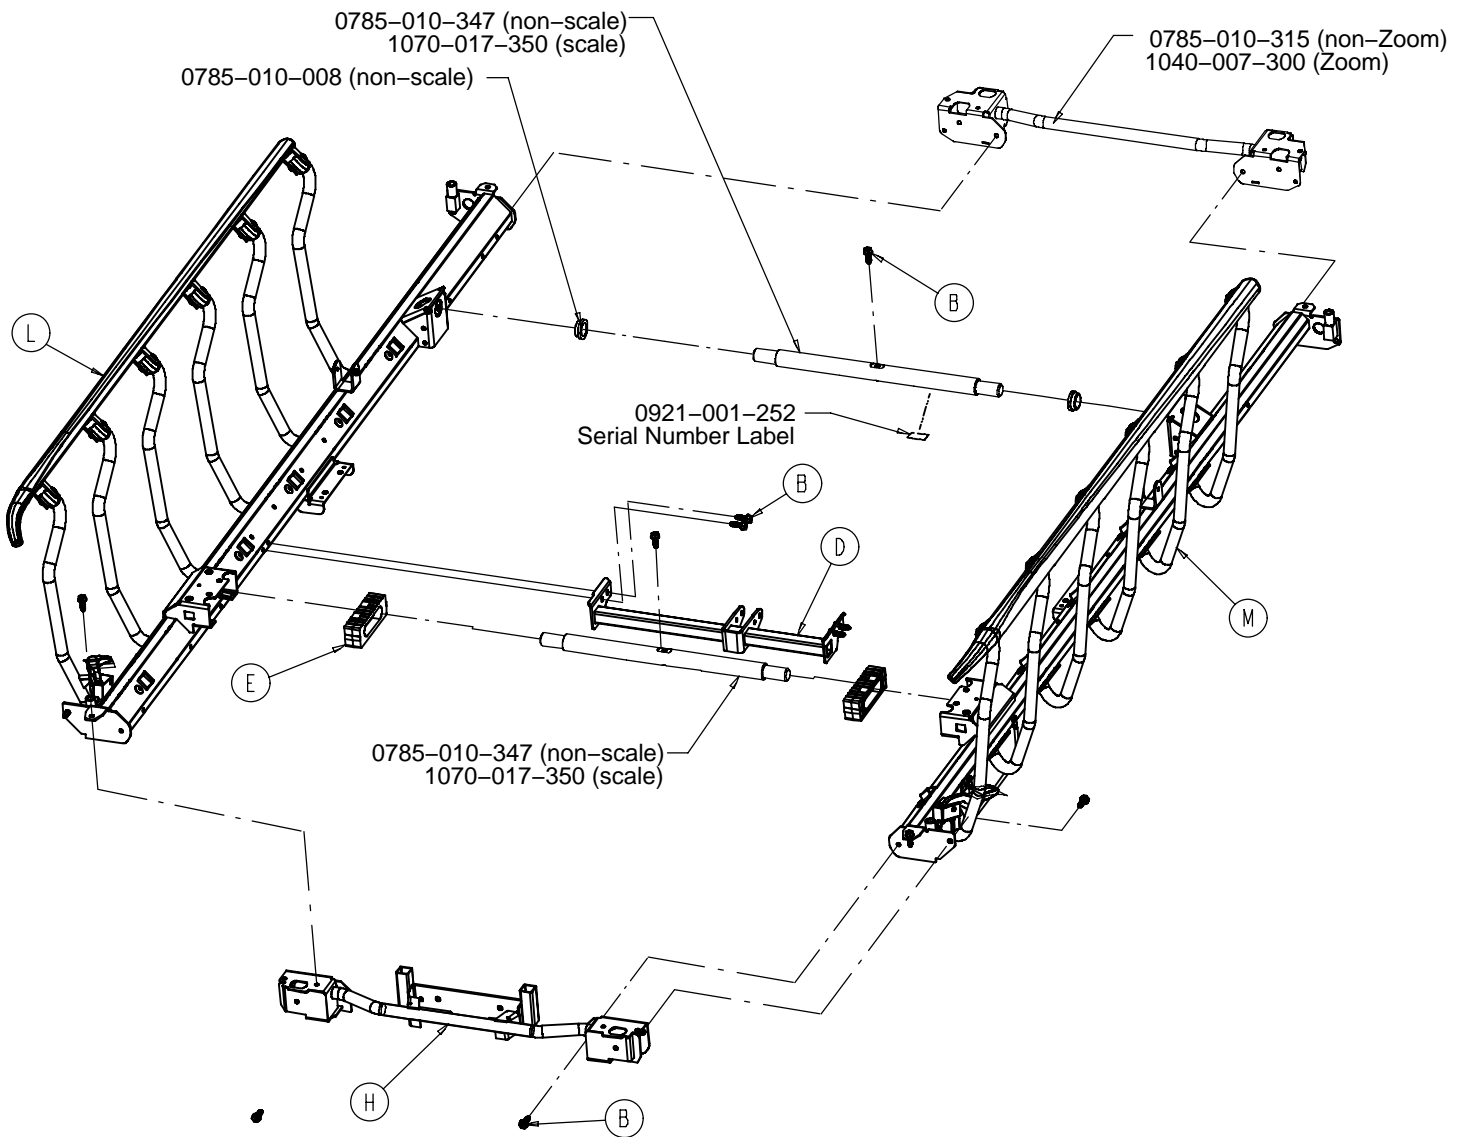 0785–010–347 (non–scale)
1070–017–350 (scale)
0785–010–315 (non–Zoom)
1040–007–300 (Zoom)
0785–010–008 (non–scale)
B
L
0921–001–252
Serial Number Label
B
D
M
E
0785–010–347 (non–scale)
1070–017–350 (scale)
H
B